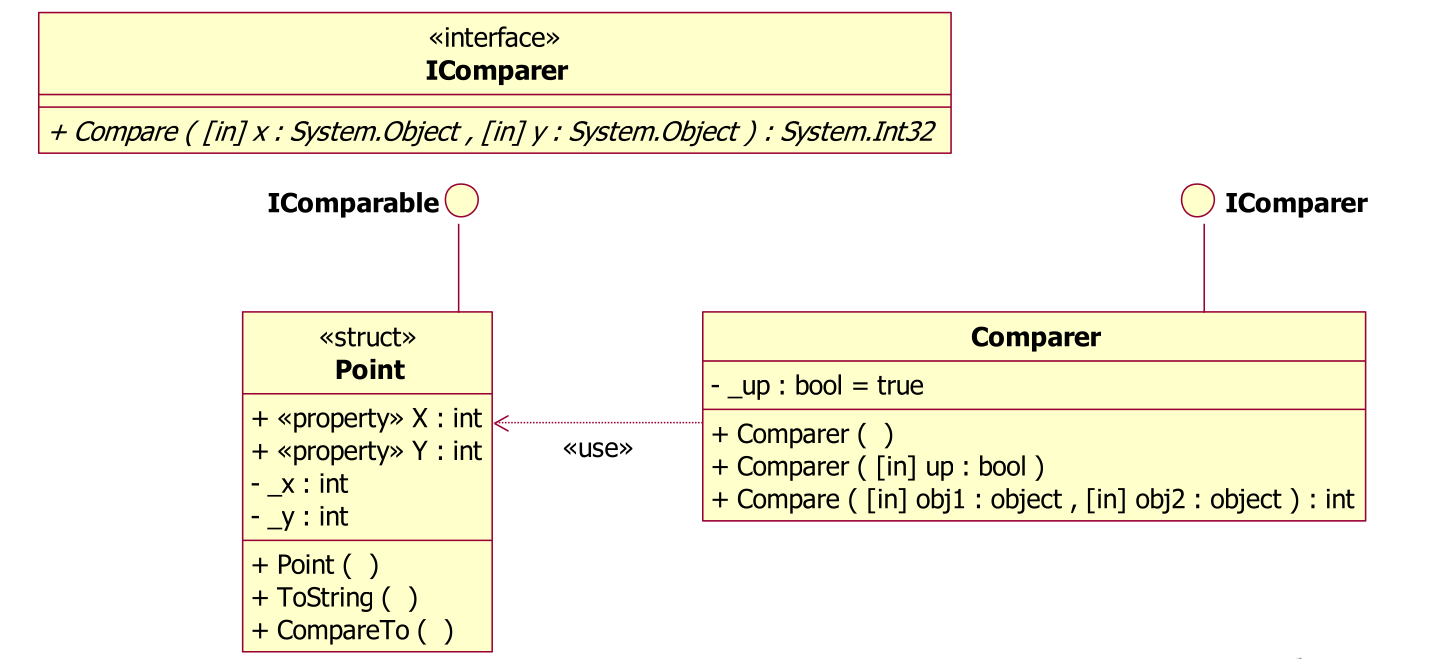 «interface»
IComparer
+ Compare ( [in] x : System.Object , [in] y : System.Object ) : System.Int32
IComparable
IComparer
«struct»
Point
+ «property» X : int
+ «property» Y : int
- _x : int
- _y : int
+ Point (  )
+ ToString (  )
+ CompareTo (  )
«use»
Comparer
- _up : bool = true
+ Comparer (  )
+ Comparer ( [in] up : bool )
+ Compare ( [in] obj1 : object , [in] obj2 : object ) : int